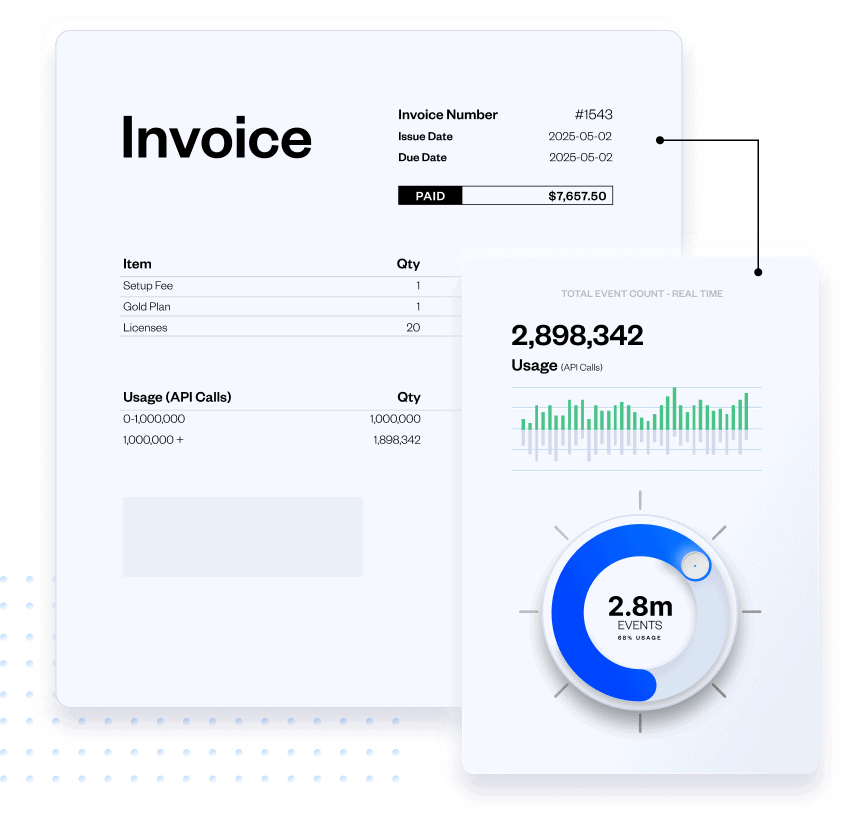 Invoice
Invoice Number #1543
Issue Date 2025-05-02
Due Date 2025-05-02
PAID $7,657.50
Item Qty
Setup Fee 1
Gold Plan 1
Licenses 20
Usage (API Calls) Qty
0-1,000,000 1,000,000
1,000,000 + 1,898,342
TOTAL EVENT COUNT - REAL TIME
2,898,342
Usage (API Calls)
2.8m
EVENTS
68% USAGE